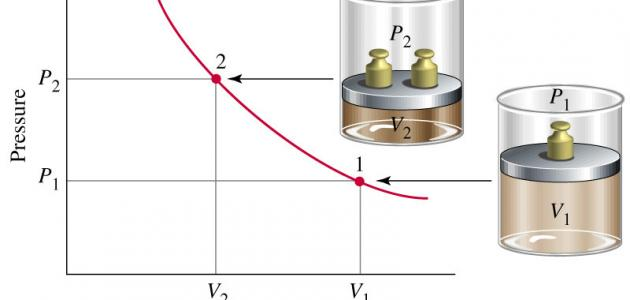 P₂
V₂
P₁
V₁
Pressure
P₂
2
P₁
1
V₂
V₁